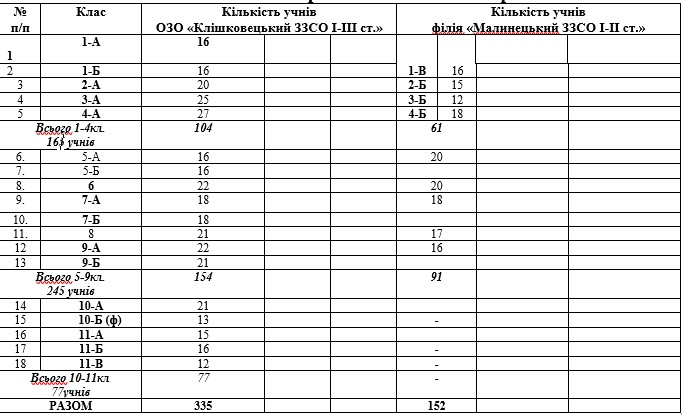 № Клас Кількість учнів Кількість учнів
п/п ОЗО «Клішковецький ЗЗСО І-ІІІ ст.» філія «Малинецький ЗЗСО І-ІІ ст.»
1-А 16
1
2 1-Б 16 1-В 16
3 2-А 20 2-Б 15
4 3-А 25 3-Б 12
5 4-А 27 4-Б 18
Всього 1-4кл. 104 61
165 учнів
6. 5-А 16 20
7. 5-Б 16
8. 6 22 20
9. 7-А 18 18
10. 7-Б 18
11. 8 21 17
12 9-А 22 16
13 9-Б 21
Всього 5-9кл. 154 91
245 учнів
14 10-А 21
15 10-Б (ф) 13 -
16 11-А 15
17 11-Б 16 -
18 11-В 12 -
Всього 10-11кл 77 -
77учнів
РАЗОМ 335 152